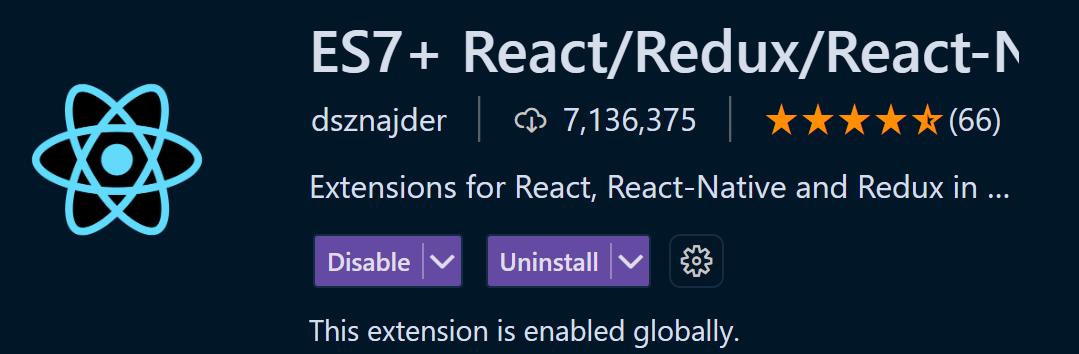 ES7+ React/Redux/React-N
dsznajder 7,136,375 (66)
Extensions for React, React-Native and Redux in ...
Disable Uninstall
This extension is enabled globally.